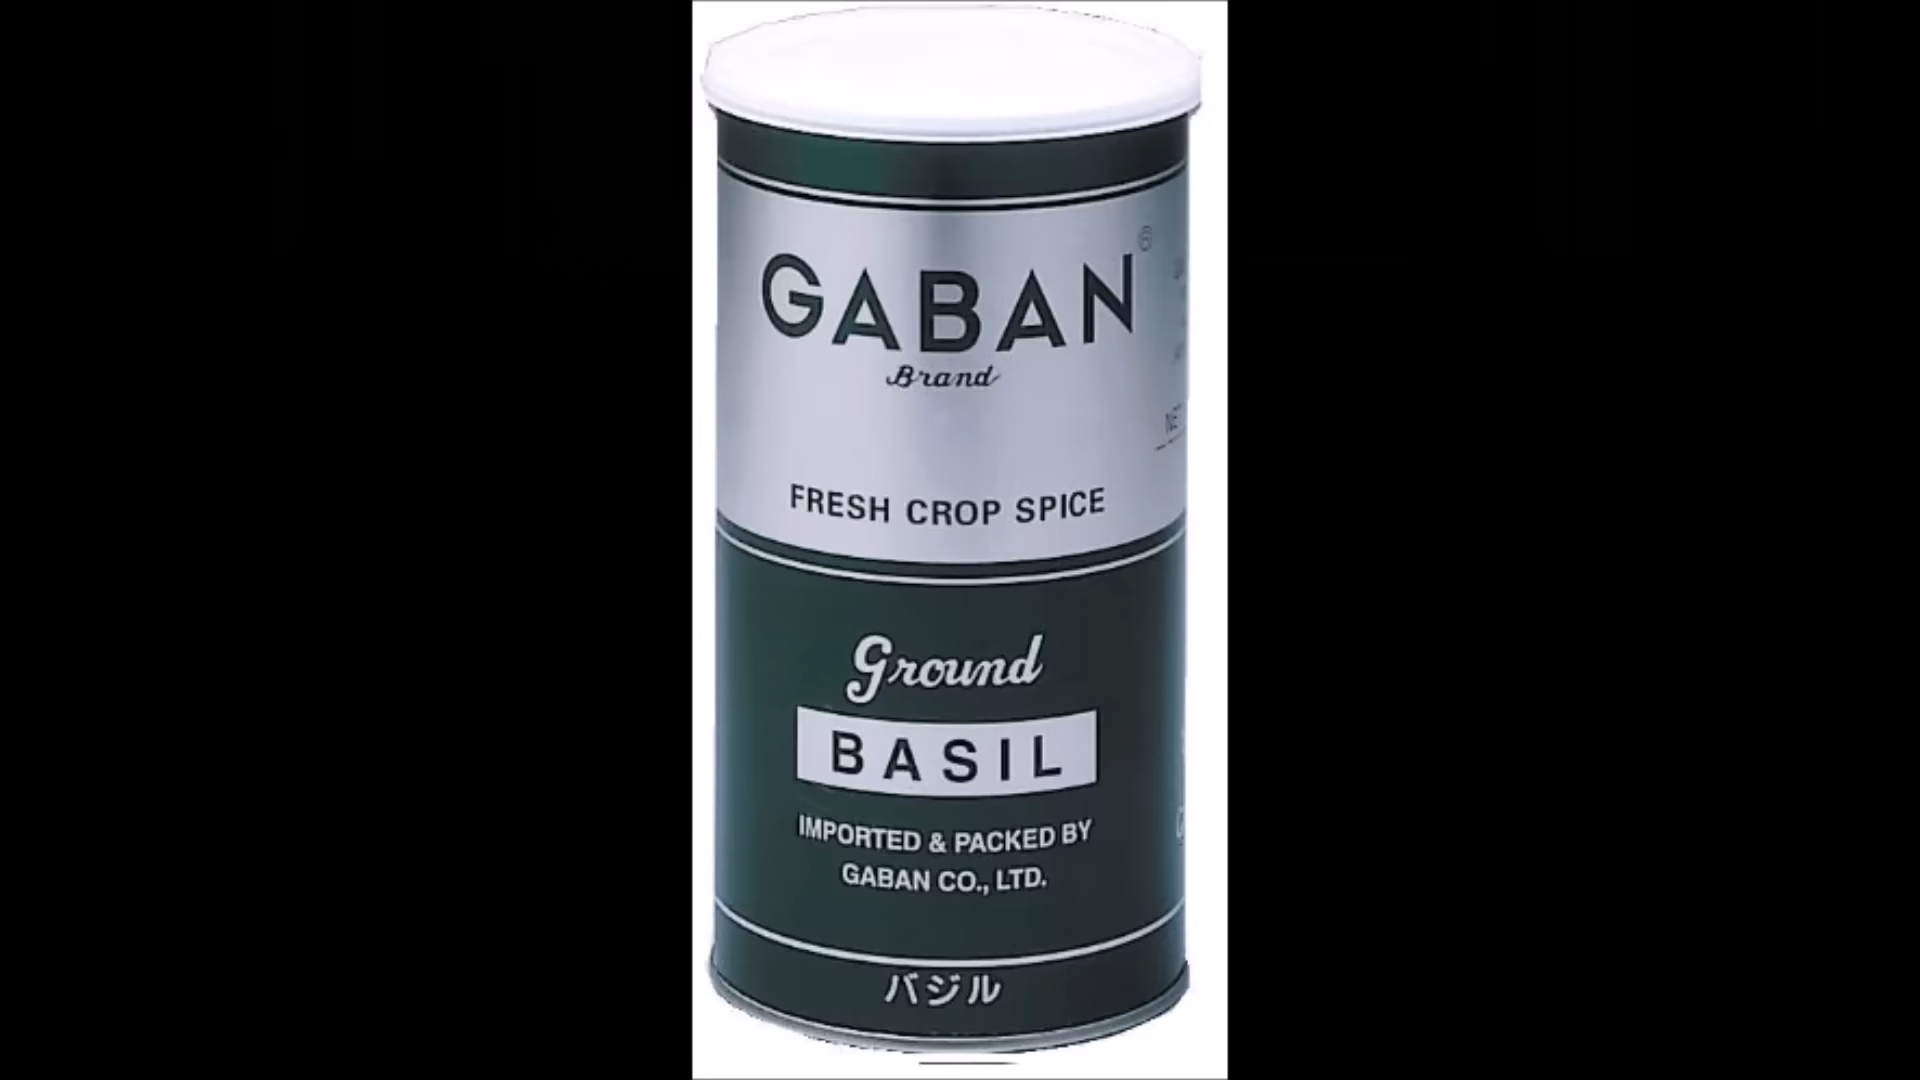 GABAN®
Brand
FRESH CROP SPICE
Ground
BASIL
IMPORTED & PACKED BY
GABAN CO., LTD.
バジル